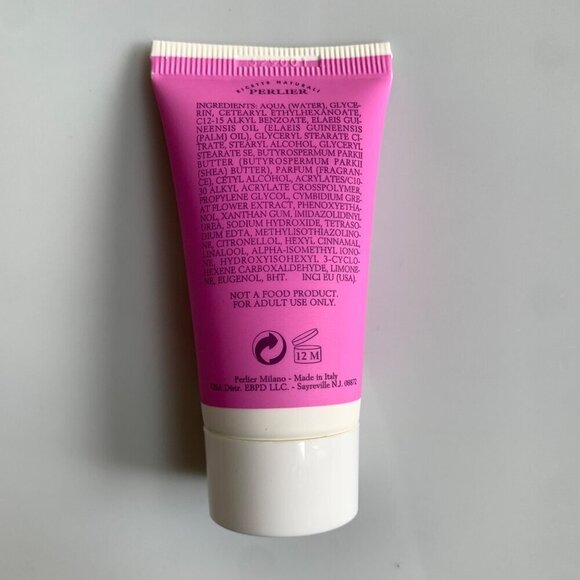 RICETTE NATURALI
PERLIER
INGREDIENTS: AQUA (WATER), GLYCE-
RIN, CETEARYL ETHYLHEXANOATE,
C12-15 ALKYL BENZOATE, ELAEIS GUI-
NEENSIS OIL (ELAEIS GUINEENSIS
(PALM) OIL), GLYCERYL STEARATE CI-
TRATE, STEARYL ALCOHOL, GLYCERYL
STEARATE SE, BUTYROSPERMUM PARKII
BUTTER (BUTYROSPERMUM PARKII
(SHEA) BUTTER), PARFUM (FRAGRAN-
CE), CETYL ALCOHOL, ACRYLATES/C10-
30 ALKYL ACRYLATE CROSSPOLYMER,
PROPYLENE GLYCOL, CYMBIDIUM GRE-
AT FLOWER EXTRACT, PHENOXYETHA-
NOL, XANTHAN GUM, IMIDAZOLIDINYL
UREA, SODIUM HYDROXIDE, TETRASO-
DIUM EDTA, METHYLISOTHIAZOLINO-
NE, CITRONELLOL, HEXYL CINNAMAL,
LINALOOL, ALPHA-ISOMETHYL IONO-
NE, HYDROXYISOHEXYL 3-CYCLO-
HEXENE CARBOXALDEHYDE, LIMONE-
NE, EUGENOL, BHT. INCI EU (USA).
NOT A FOOD PRODUCT.
FOR ADULT USE ONLY.
12 M
Perlier Milano - Made in Italy
USA Distr. EBPD LLC. - Sayreville N.J. 08872